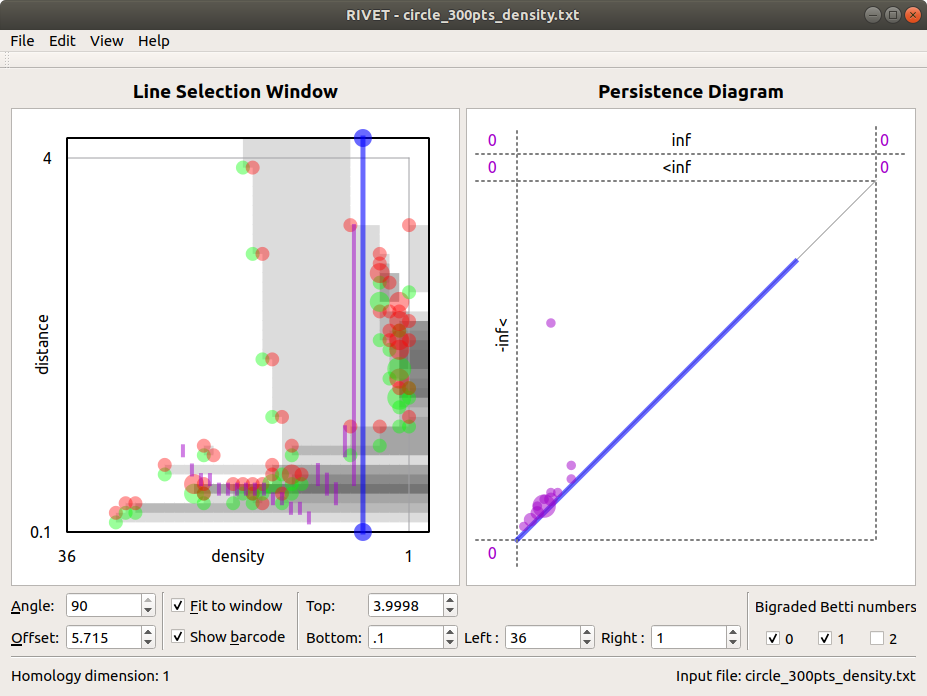 RIVET - circle_300pts_density.txt
File Edit View Help
Line Selection Window
Persistence Diagram
4
distance
0.1
36
density
1
0 inf 0
0 <inf 0
-inf<
0
Angle: 90
Fit to window
Top: 3.9998
Bigraded Betti numbers
Offset: 5.715
Show barcode
Bottom: .1
Left : 36
Right : 1
0 1 2
Homology dimension: 1
Input file: circle_300pts_density.txt